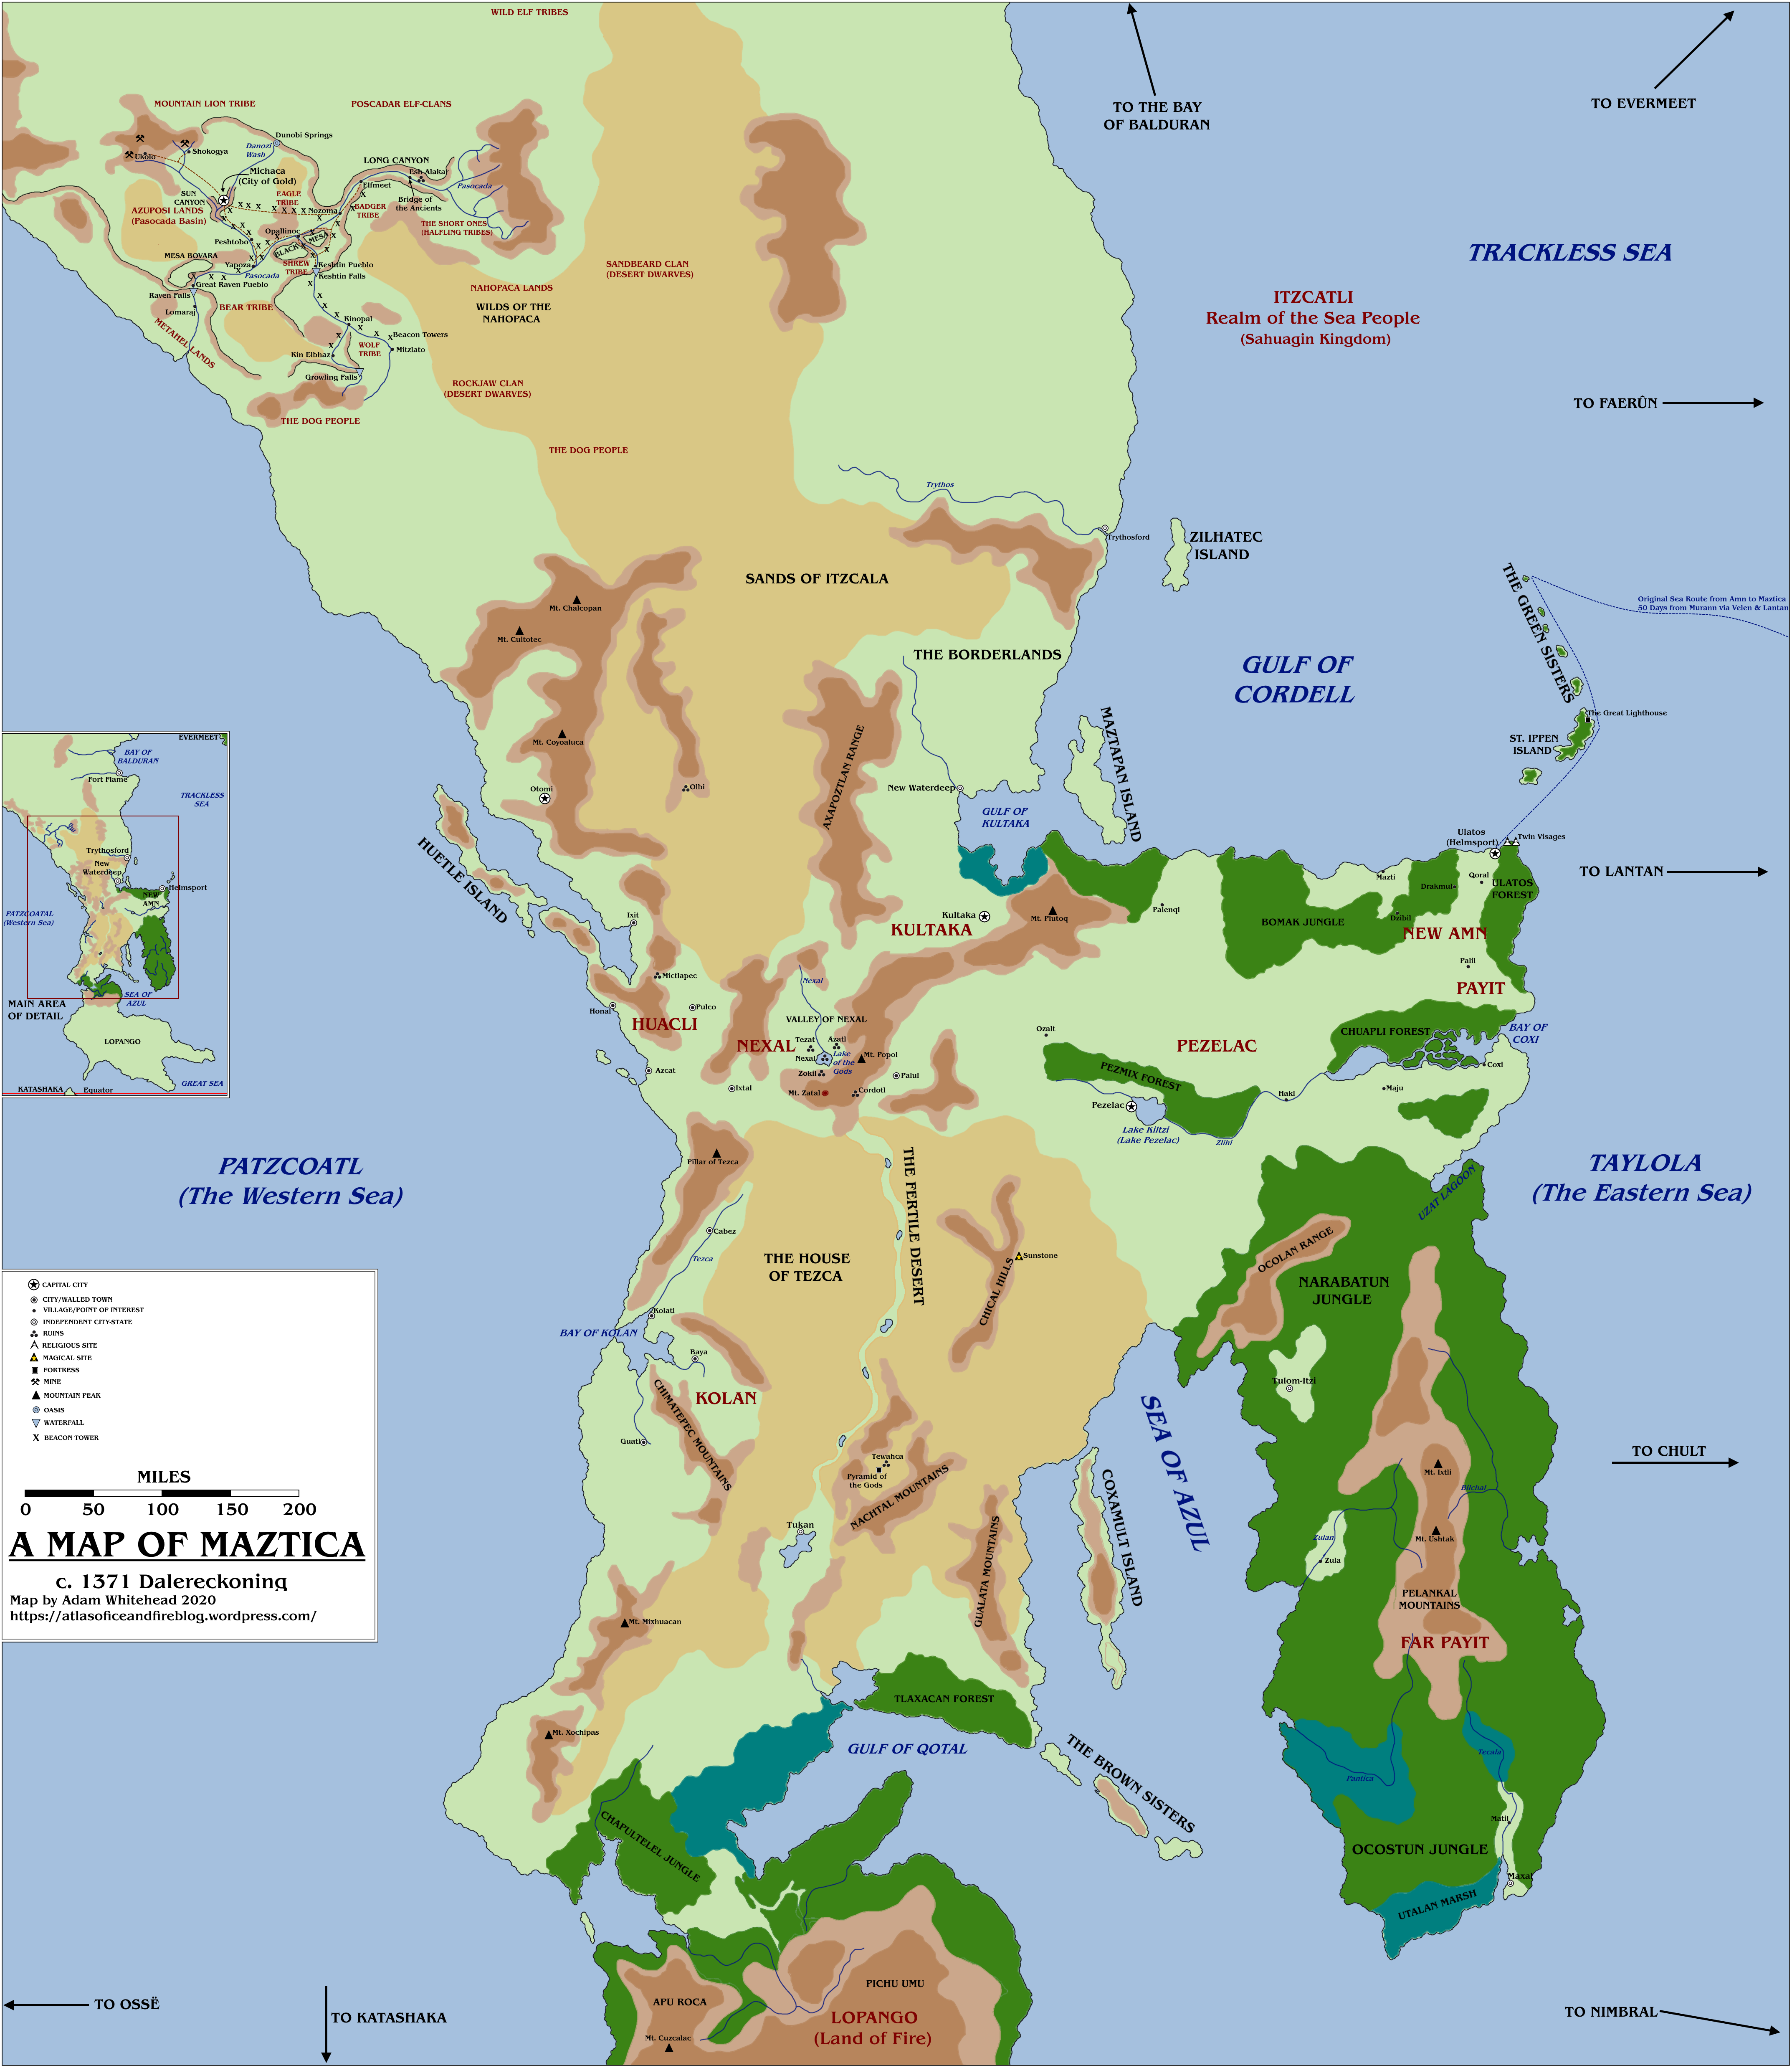 WILD ELF TRIBES
MOUNTAIN LION TRIBE
POSCADAR ELF-CLANS
TO THE BAY
OF BALDURAN
TO EVERMEET
Dunobi Springs
Danozi
Wash
Ukolo
Shokogya
LONG CANYON
Esh Alakar
Michaca
(City of Gold)
Elfmeet
Pasocada
SUN
CANYON
EAGLE
TRIBE
Bridge of
the Ancients
AZUPOSI LANDS
(Pasocada Basin)
Nozoma
BADGER
TRIBE
THE SHORT ONES
(HALFLING TRIBES)
Opallinoc
Peshtobo
BLACK MESA
MESA BOVARA
Yapoza
SHREW
TRIBE
Keshtin Pueblo
Keshtin Falls
Pasocada
Great Raven Pueblo
Raven Falls
Lomaraj
BEAR TRIBE
METAHEL LANDS
Kinopal
Beacon Towers
WOLF
TRIBE
Mitzlato
Kin Elbhaz
Growling Falls
THE DOG PEOPLE
NAHOPACA LANDS
WILDS OF THE
NAHOPACA
SANDBEARD CLAN
(DESERT DWARVES)
ROCKJAW CLAN
(DESERT DWARVES)
THE DOG PEOPLE
TRACKLESS SEA
ITZCATLI
Realm of the Sea People
(Sahuagin Kingdom)
TO FAERÛN
Trythos
Trythosford
ZILHATEC
ISLAND
SANDS OF ITZCALA
THE GREEN SISTERS
Original Sea Route from Amn to Maztica
50 Days from Murann via Velen & Lantan
Mt. Chalcopan
Mt. Cuitotec
THE BORDERLANDS
GULF OF
CORDELL
The Great Lighthouse
ST. IPPEN
ISLAND
Mt. Coyoaluca
Otomi
Olbi
AXAPOZTLAN RANGE
MAZTAPAN ISLAND
New Waterdeep
GULF OF
KULTAKA
HUETLE ISLAND
Ulatos
(Helmsport)
Twin Visages
TO LANTAN
Mazti
Drakmul
Qoral
ULATOS
FOREST
Kultaka
KULTAKA
Mt. Plutoq
Palenql
BOMAK JUNGLE
Dzibil
NEW AMN
Palil
PAYIT
Ixit
Mictlapec
Honal
Pulco
HUACLI
Nexal
VALLEY OF NEXAL
NEXAL
Tezat
Azatl
Nexal
Lake
of the
Gods
Mt. Popol
Zokil
Mt. Zatal
Cordotl
Palul
Azcat
Ixtal
Ozalt
PEZELAC
CHUAPLI FOREST
BAY OF
COXI
Coxi
PEZMIX FOREST
Pezelac
Lake Kiltzi
(Lake Pezelac)
Hakl
Maju
Zlihi
EVERMEET
BAY OF
BALDURAN
Fort Flame
TRACKLESS
SEA
Trythosford
New
Waterdeep
Helmsport
NEW
AMN
PATZCOATAL
(Western Sea)
SEA OF
AZUL
MAIN AREA
OF DETAIL
LOPANGO
GREAT SEA
KATASHAKA
Equator
PATZCOATL
(The Western Sea)
TAYLOLA
(The Eastern Sea)
Pillar of Tezca
Cabez
Tezca
THE HOUSE
OF TEZCA
THE FERTILE DESERT
CHICAL HILLS
Sunstone
UZAT LAGOON
OCOLAN RANGE
NARABATUN
JUNGLE
Kolatl
BAY OF KOLAN
Baya
KOLAN
CHIMATEPEC MOUNTAINS
Guatl
Tulom-Itzi
SEA OF AZUL
Tewahca
Pyramid of
the Gods
NACHTAL MOUNTAINS
Tukan
GUALATA MOUNTAINS
COXAMULT ISLAND
TO CHULT
Mt. Ixtli
Bilchal
Mt. Ushtak
Zulan
Zula
PELANKAL
MOUNTAINS
FAR PAYIT
Mt. Mixhuacan
Mt. Xochipas
TLAXACAN FOREST
GULF OF QOTAL
THE BROWN SISTERS
CHAPULTELEL JUNGLE
Pantica
Tecala
Matil
OCOSTUN JUNGLE
Maxal
UTALAN MARSH
CAPITAL CITY
CITY/WALLED TOWN
VILLAGE/POINT OF INTEREST
INDEPENDENT CITY-STATE
RUINS
RELIGIOUS SITE
MAGICAL SITE
FORTRESS
MINE
MOUNTAIN PEAK
OASIS
WATERFALL
X BEACON TOWER
MILES
0 50 100 150 200
A MAP OF MAZTICA
c. 1371 Dalereckoning
Map by Adam Whitehead 2020
https://atlasoficeandfireblog.wordpress.com/
TO OSSË
TO KATASHAKA
APU ROCA
PICHU UMU
Mt. Cuzcalac
LOPANGO
(Land of Fire)
TO NIMBRAL